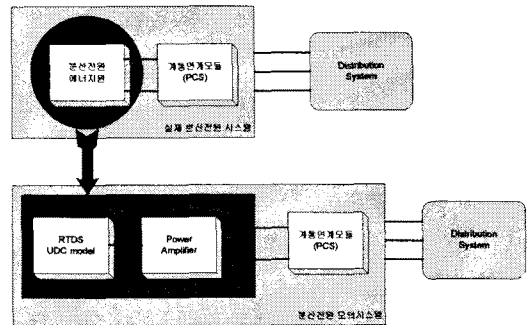 분산전원
에너지원
계통연계모듈
(PCS)
Distribution
System
실제 분산전원 시스템
RTDS
UDC model
Power
Amplifier
계통연계모듈
(PCS)
Distribution
System
분산전원 모의시스템